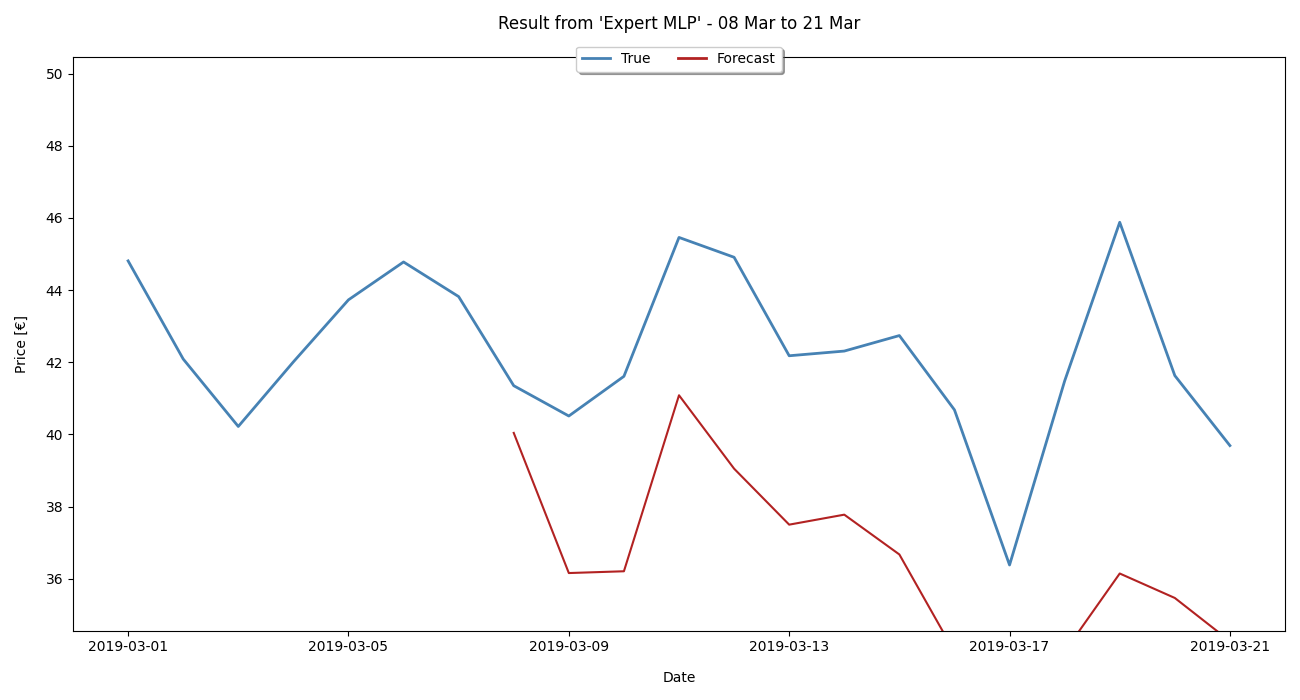 Result from 'Expert MLP' - 08 Mar to 21 Mar
True Forecast
50
48
46
44
42
40
38
36
Price [€]
2019-03-01 2019-03-05 2019-03-09 2019-03-13 2019-03-17 2019-03-21
Date